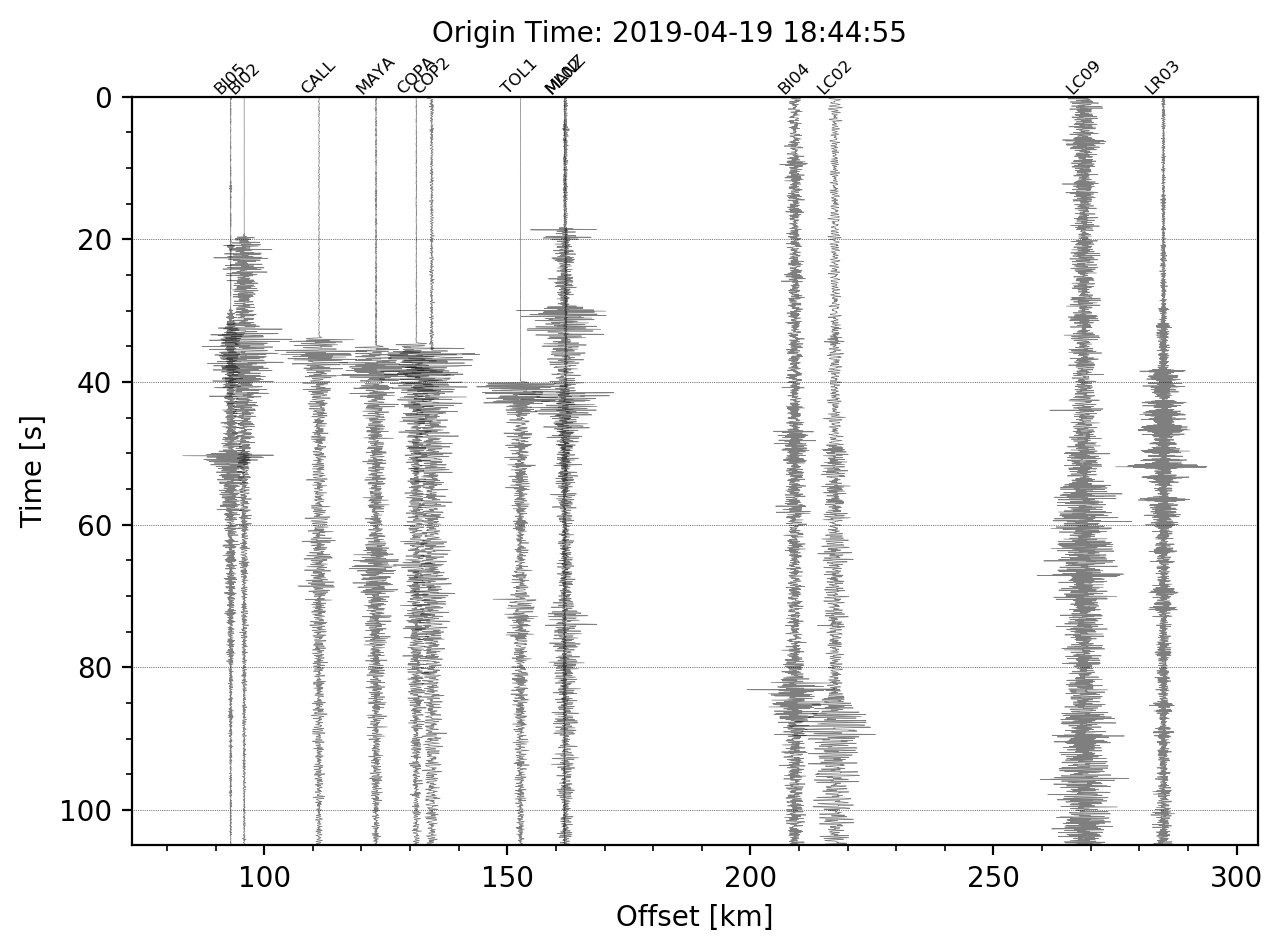 Origin Time: 2019-04-19 18:44:55
BI05 BI02 CALL MAYA COPA COP2 TOL1 BI04 LC02 LC09 LR03
0
20
40
60
80
100
Time [s]
100 150 200 250 300
Offset [km]